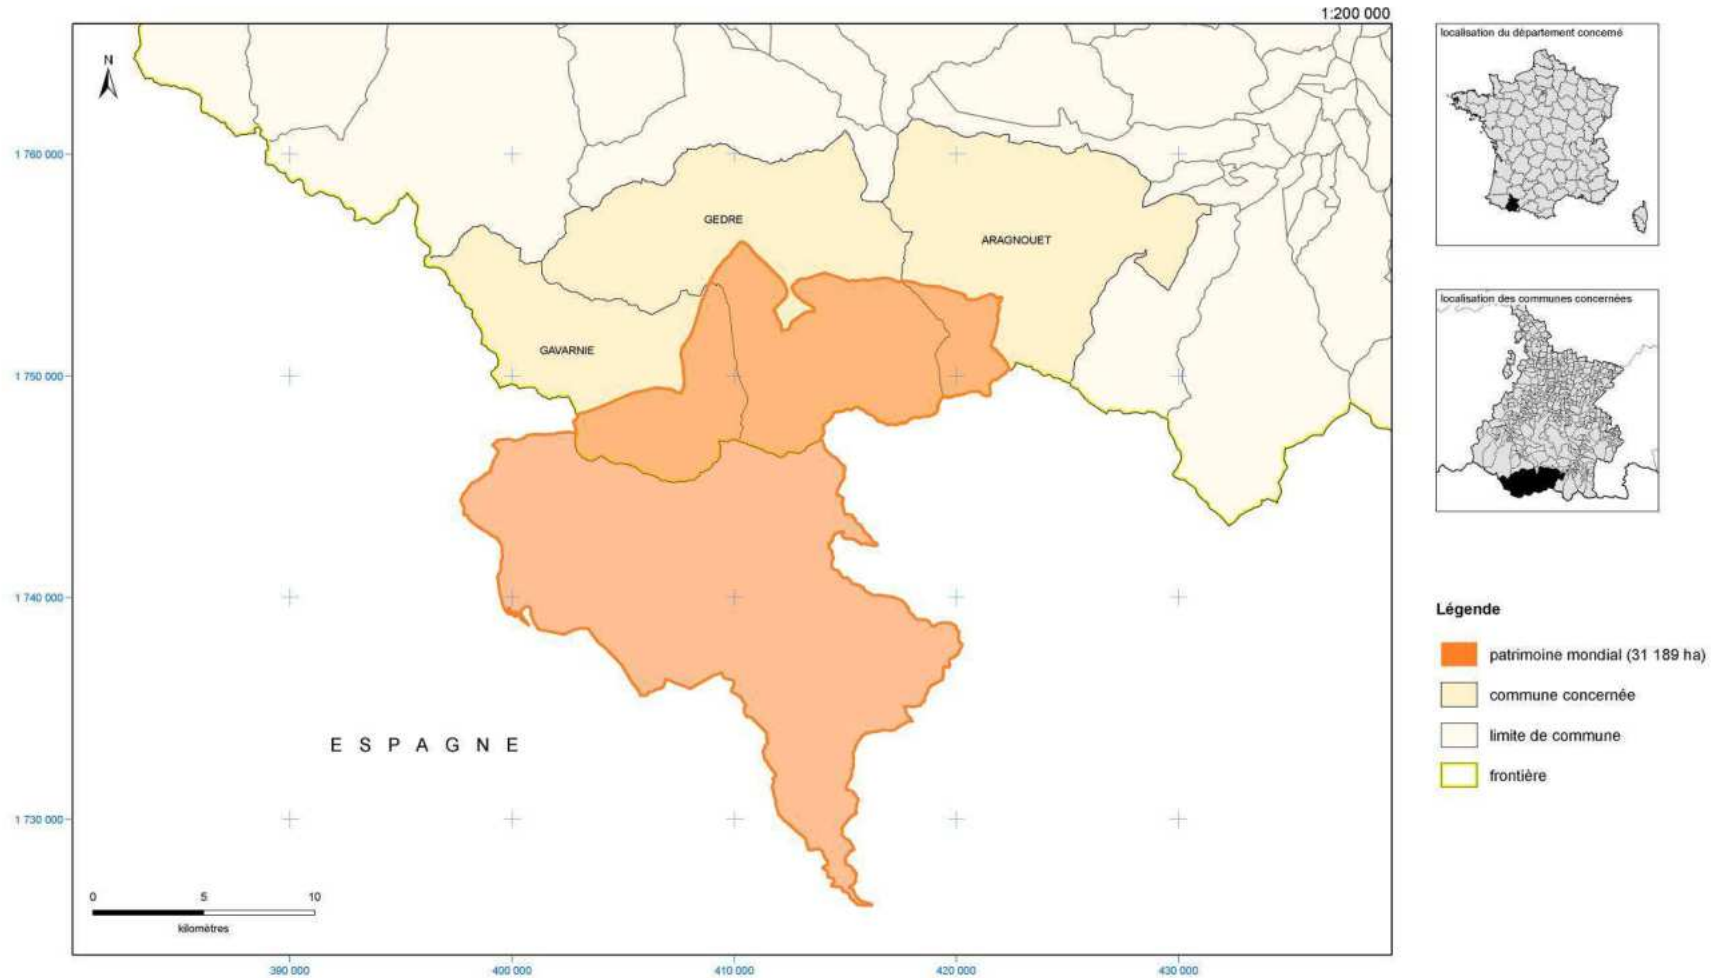 1:200 000
N
1 760 000
1 750 000
1 740 000
1 730 000
GEDRE
ARAGNOUET
GAVARNIE
ESPAGNE
0 5 10
kilomètres
390 000 400 000 410 000 420 000 430 000
localisation du département concerné
localisation des communes concernées
Légende
patrimoine mondial (31 189 ha)
commune concernée
limite de commune
frontière